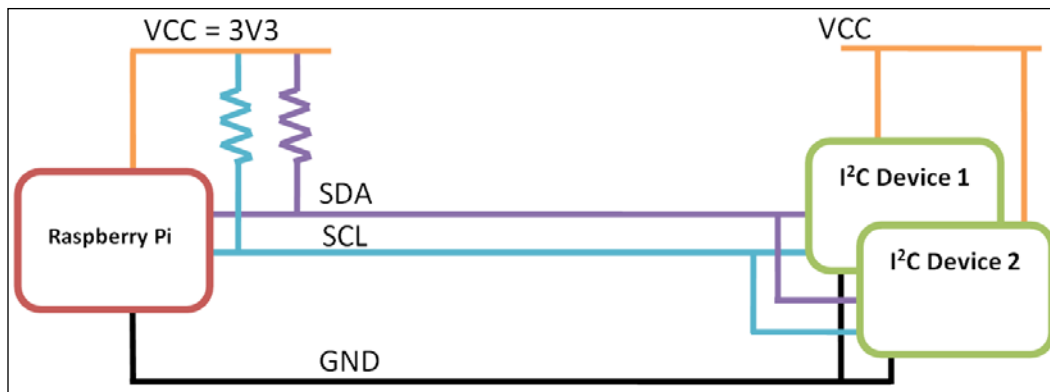 VCC = 3V3
VCC
I²C Device 1
SDA
Raspberry Pi
SCL
I²C Device 2
GND